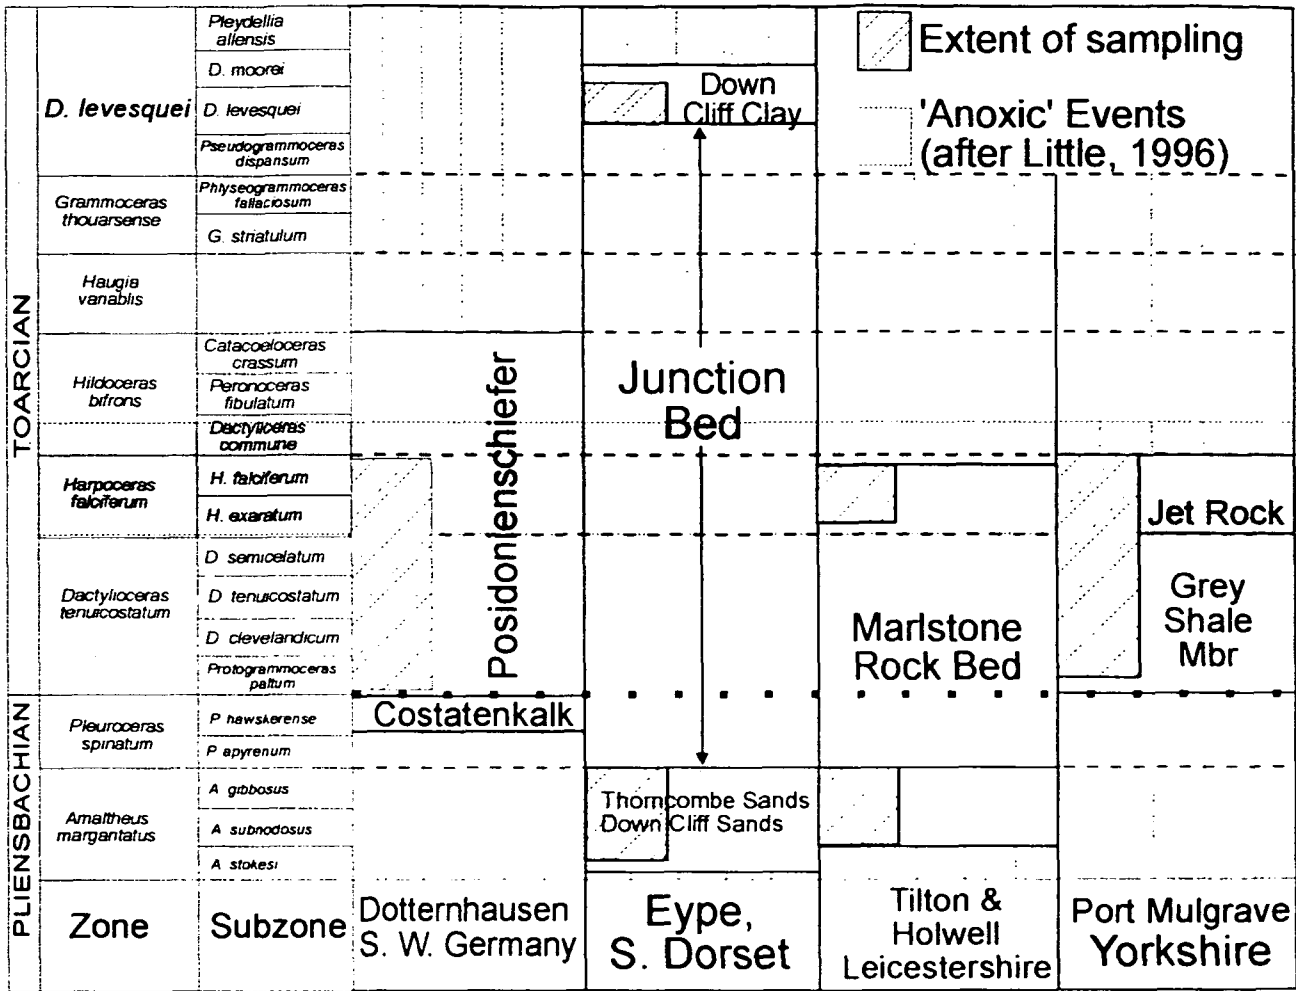 Pleydellia
allensis
D. moorei
D. levesquei
D. levesquei
Pseudogrammoceras
dispansum
Down
Cliff Clay
Extent of sampling
'Anoxic' Events
(after Little, 1996)
Grammoceras
thouarsense
Phlyseogrammoceras
fallaciosum
G. striatulum
Haugia
vanabils
TOARCIAN
Hildoceras
bifrons
Catacoeloceras
crassum
Peronoceras
fibulatum
Dactylioceras
commune
Posidonienschiefer
Junction
Bed
Harpoceras
falciferum
H. falciferum
H. exaratum
Jet Rock
Dactylioceras
tenuicostatum
D semicelatum
D tenuicostatum
D clevelandicum
Protogrammoceras
paltum
Marlstone
Rock Bed
Grey
Shale
Mbr
PLIENSBACHIAN
Pleuroceras
spinatum
P hawskerense
P apyrenum
Costatenkalk
Amaltheus
margantatus
A gibbosus
A subnodosus
A stokesi
Thorncombe Sands
Down Cliff Sands
Zone
Subzone
Dotternhausen
S. W. Germany
Eype,
S. Dorset
Tilton &
Holwell
Leicestershire
Port Mulgrave
Yorkshire